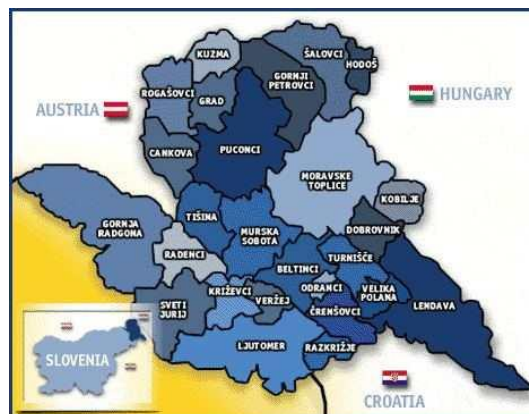 KUZMA
ŠALOVCI
HODOŠ
GORNJI
PETROVCI
ROGAŠOVCI
GRAD
AUSTRIA
HUNGARY
CANKOVA
PUCONCI
MORAVSKE
TOPLICE
KOBILJE
GORNJA
RADGONA
TIŠINA
MURSKA
SOBOTA
DOBROVNIK
RADENCI
TURNIŠČE
BELTINCI
ODRANCI
VELIKA
POLANA
LENDAVA
SVETI
JURIJ
KRIŽEVCI
VERŽEJ
ČRENŠOVCI
LJUTOMER
RAZKRIŽJE
SLOVENIA
CROATIA